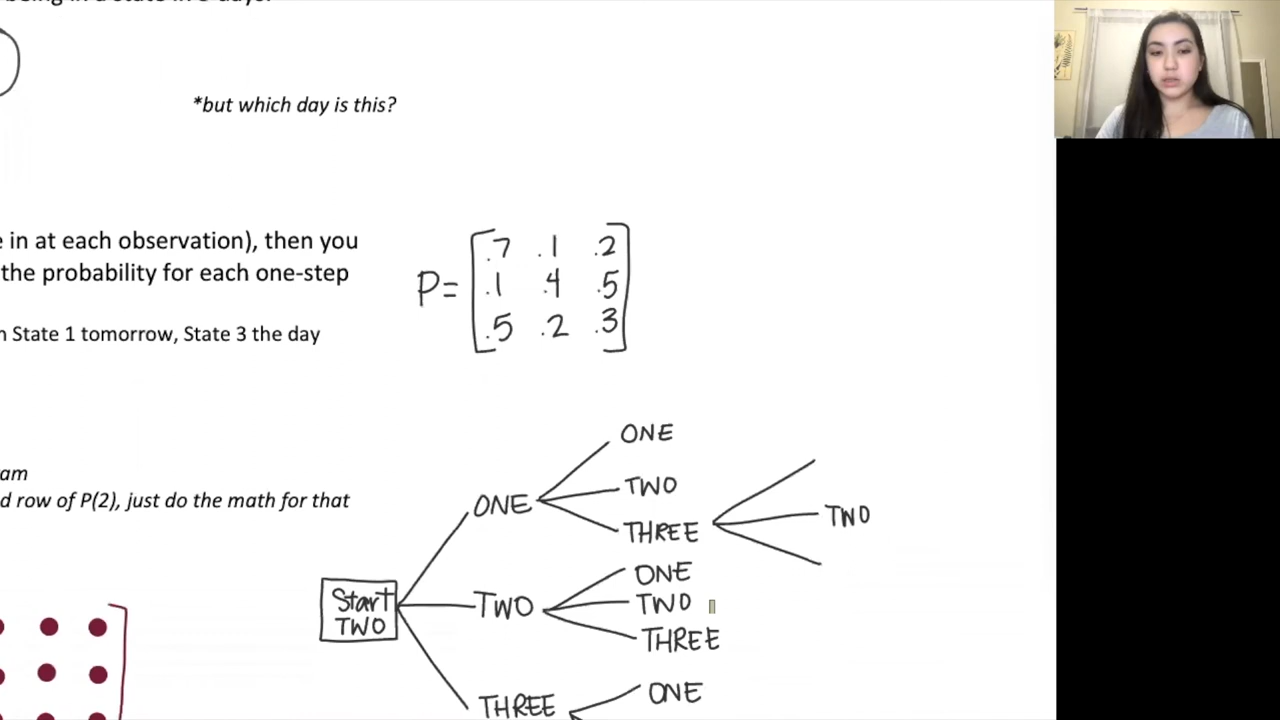 *but which day is this?
in at each observation), then you
the probability for each one-step
State 1 tomorrow, State 3 the day
row of P(2), just do the math for that
P=
.7 .1 .2
.1 .4 .5
.5 .2 .3
Start
TWO
ONE
ONE
TWO
THREE
TWO
TWO
ONE
TWO
THREE
THREE
ONE